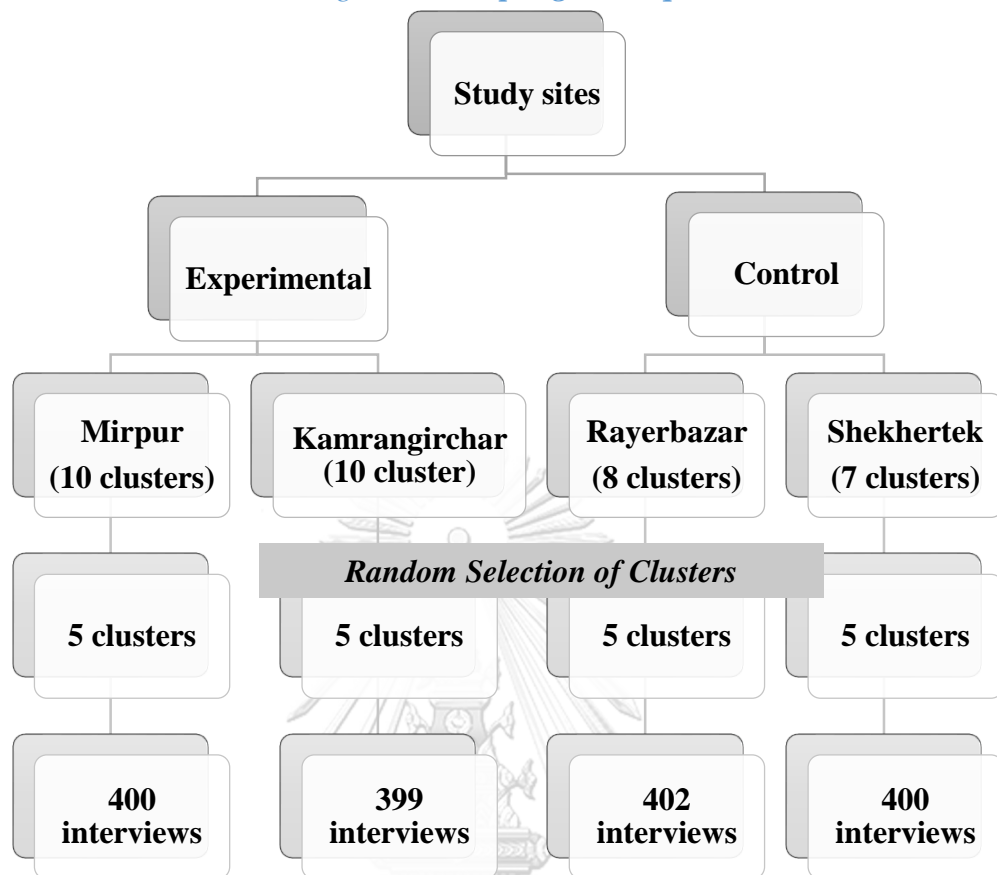 Study sites
Experimental
Control
Mirpur
(10 clusters)
Kamrangirchar
(10 cluster)
Rayerbazar
(8 clusters)
Shekhertek
(7 clusters)
Random Selection of Clusters
5 clusters
5 clusters
5 clusters
5 clusters
400
interviews
399
interviews
402
interviews
400
interviews